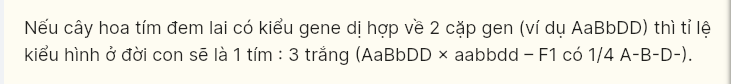 Nếu cây hoa tím đem lai có kiểu gene dị hợp về 2 cặp gen (ví dụ AaBbDD) thì tỉ lệ
kiểu hình ở đời con sẽ là 1 tím : 3 trắng (AaBbDD × aabbdd – F1 có 1/4 A-B-D-).